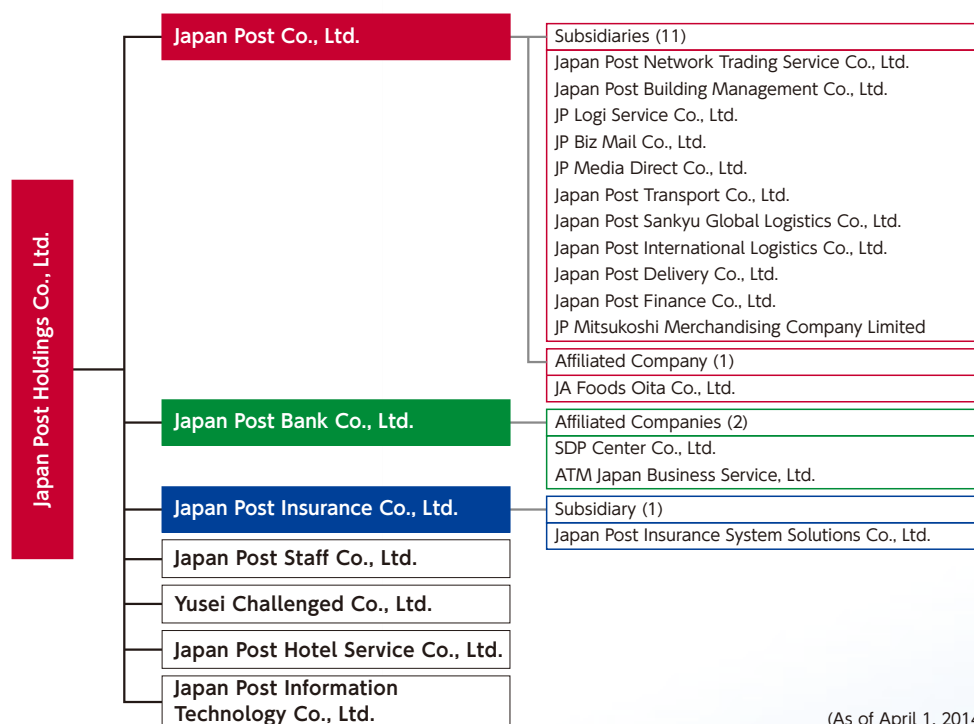 Japan Post Holdings Co., Ltd.
Japan Post Co., Ltd.
Subsidiaries (11)
Japan Post Network Trading Service Co., Ltd.
Japan Post Building Management Co., Ltd.
JP Logi Service Co., Ltd.
JP Biz Mail Co., Ltd.
JP Media Direct Co., Ltd.
Japan Post Transport Co., Ltd.
Japan Post Sankyu Global Logistics Co., Ltd.
Japan Post International Logistics Co., Ltd.
Japan Post Delivery Co., Ltd.
Japan Post Finance Co., Ltd.
JP Mitsukoshi Merchandising Company Limited
Affiliated Company (1)
JA Foods Oita Co., Ltd.
Japan Post Bank Co., Ltd.
Affiliated Companies (2)
SDP Center Co., Ltd.
ATM Japan Business Service, Ltd.
Japan Post Insurance Co., Ltd.
Subsidiary (1)
Japan Post Insurance System Solutions Co., Ltd.
Japan Post Staff Co., Ltd.
Yusei Challenged Co., Ltd.
Japan Post Hotel Service Co., Ltd.
Japan Post Information
Technology Co., Ltd.
(As of April 1, 2014